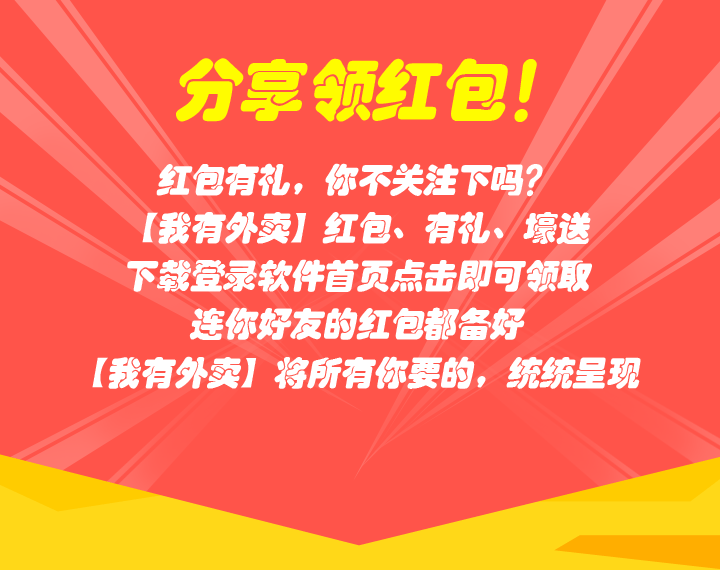 分享领红包!
红包有礼，你不关注下吗?
【我有外卖】红包、有礼、壕送
下载登录软件首页点击即可领取
连你好友的红包都备好
【我有外卖】将所有你要的，统统呈现